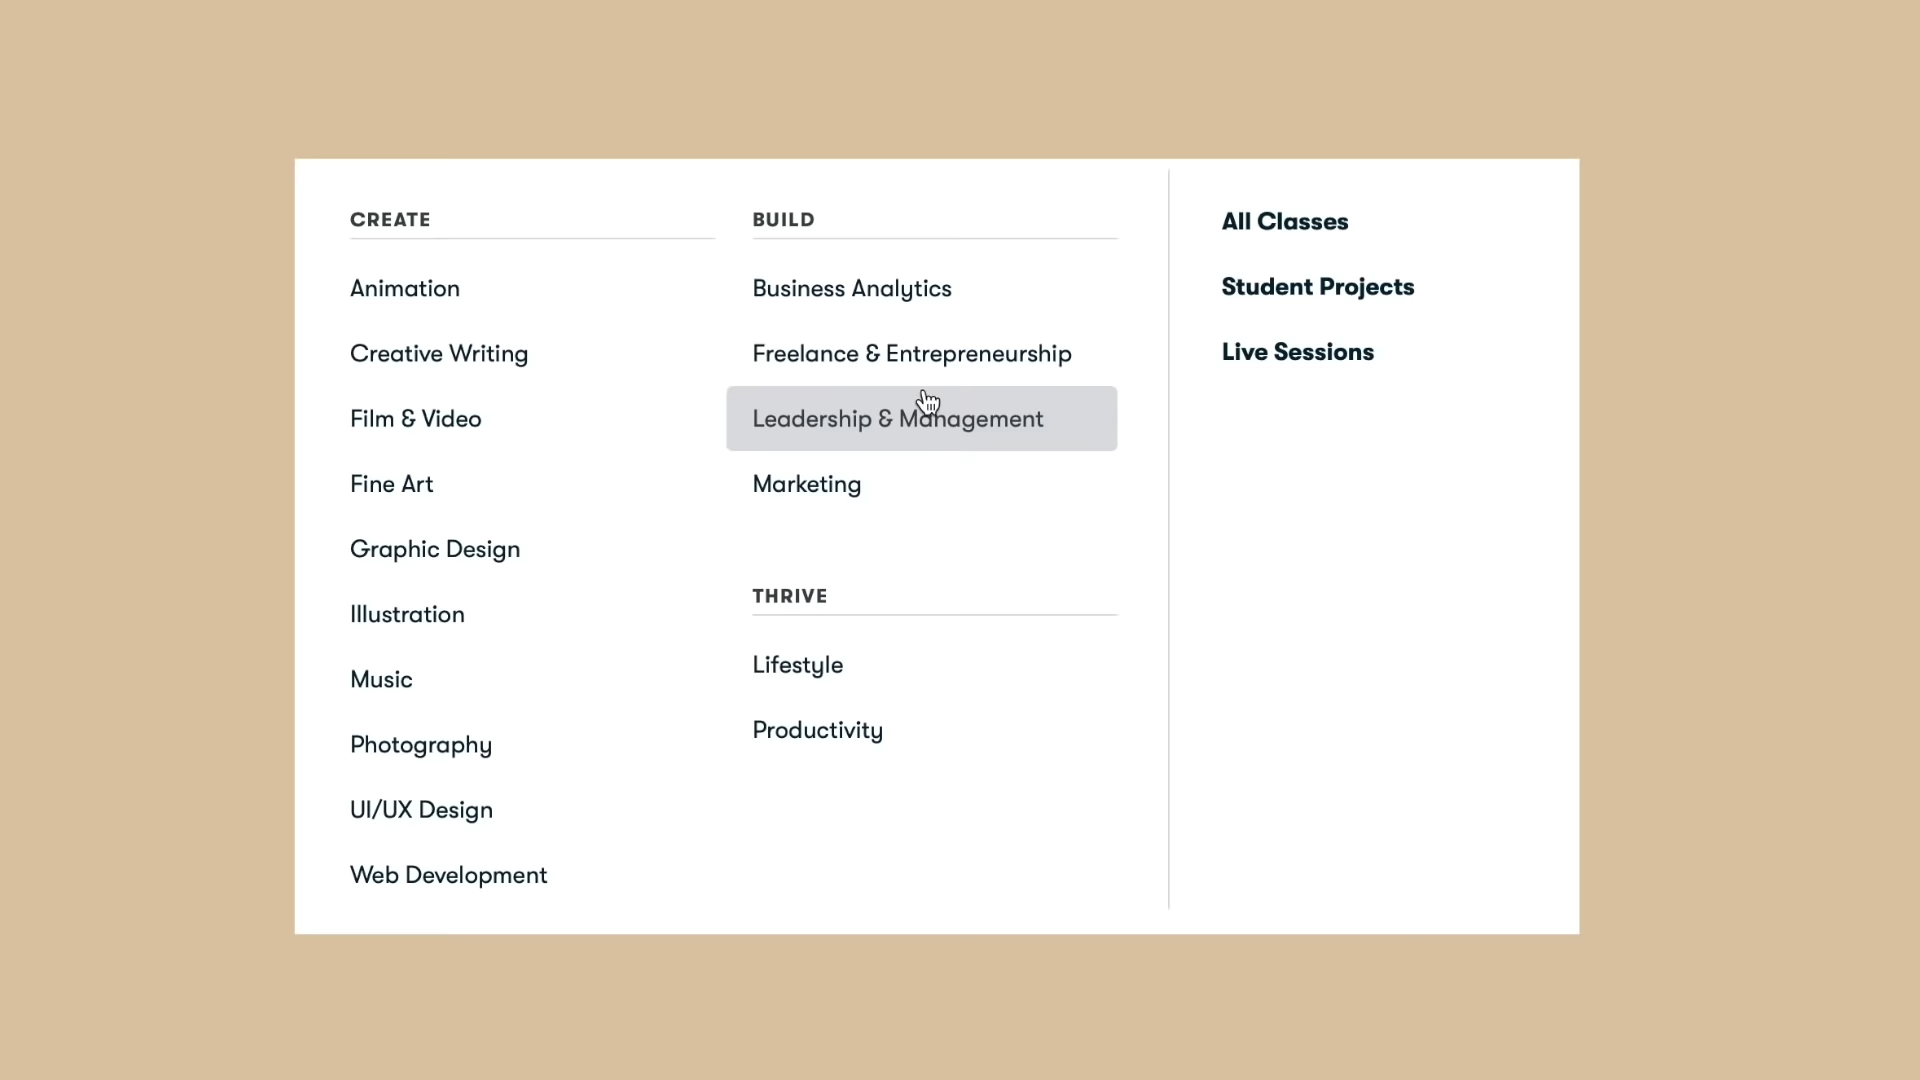 CREATE
Animation
Creative Writing
Film & Video
Fine Art
Graphic Design
Illustration
Music
Photography
UI/UX Design
Web Development
BUILD
Business Analytics
Freelance & Entrepreneurship
Leadership & Management
Marketing
THRIVE
Lifestyle
Productivity
All Classes
Student Projects
Live Sessions